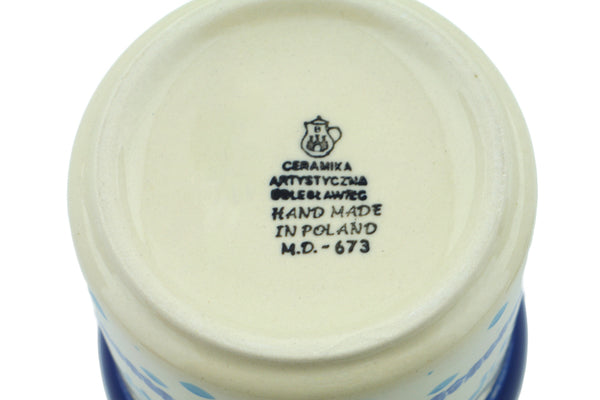 B
CERAMIKA
ARTYSTYCZNA
BOLESŁAWIEC
HAND MADE
IN POLAND
M.D. - 673